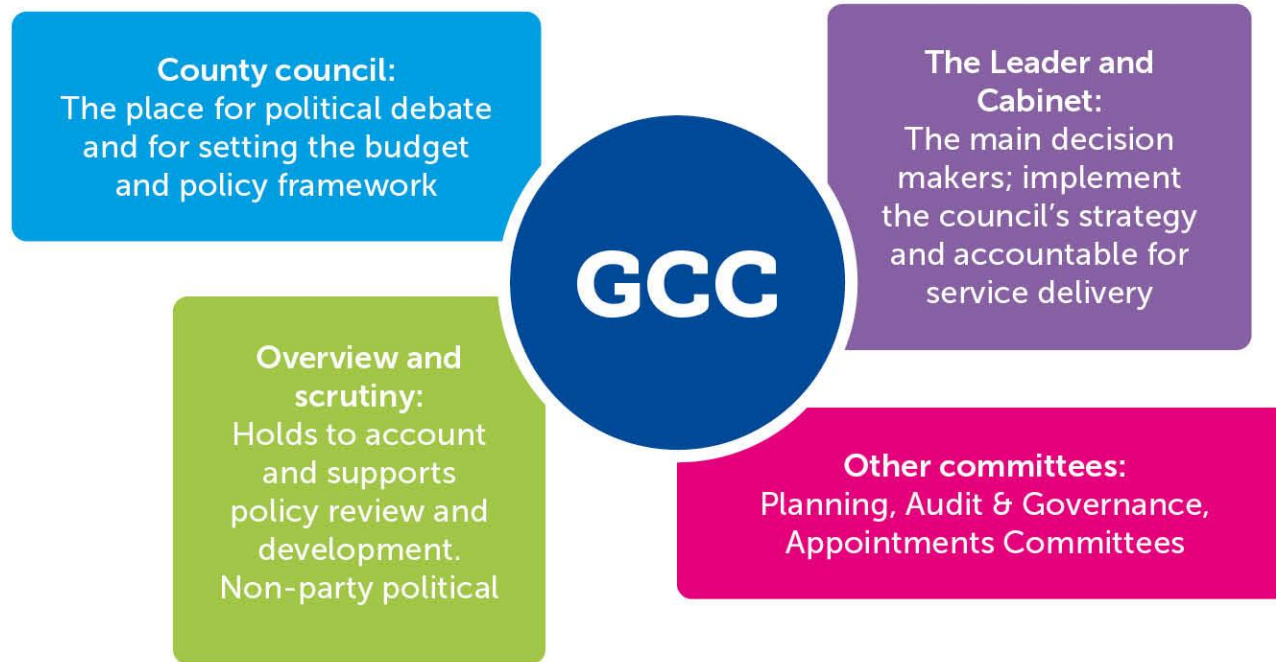 County council:
The place for political debate
and for setting the budget
and policy framework
The Leader and
Cabinet:
The main decision
makers; implement
the council’s strategy
and accountable for
service delivery
GCC
Overview and
scrutiny:
Holds to account
and supports
policy review and
development.
Non-party political
Other committees:
Planning, Audit & Governance,
Appointments Committees